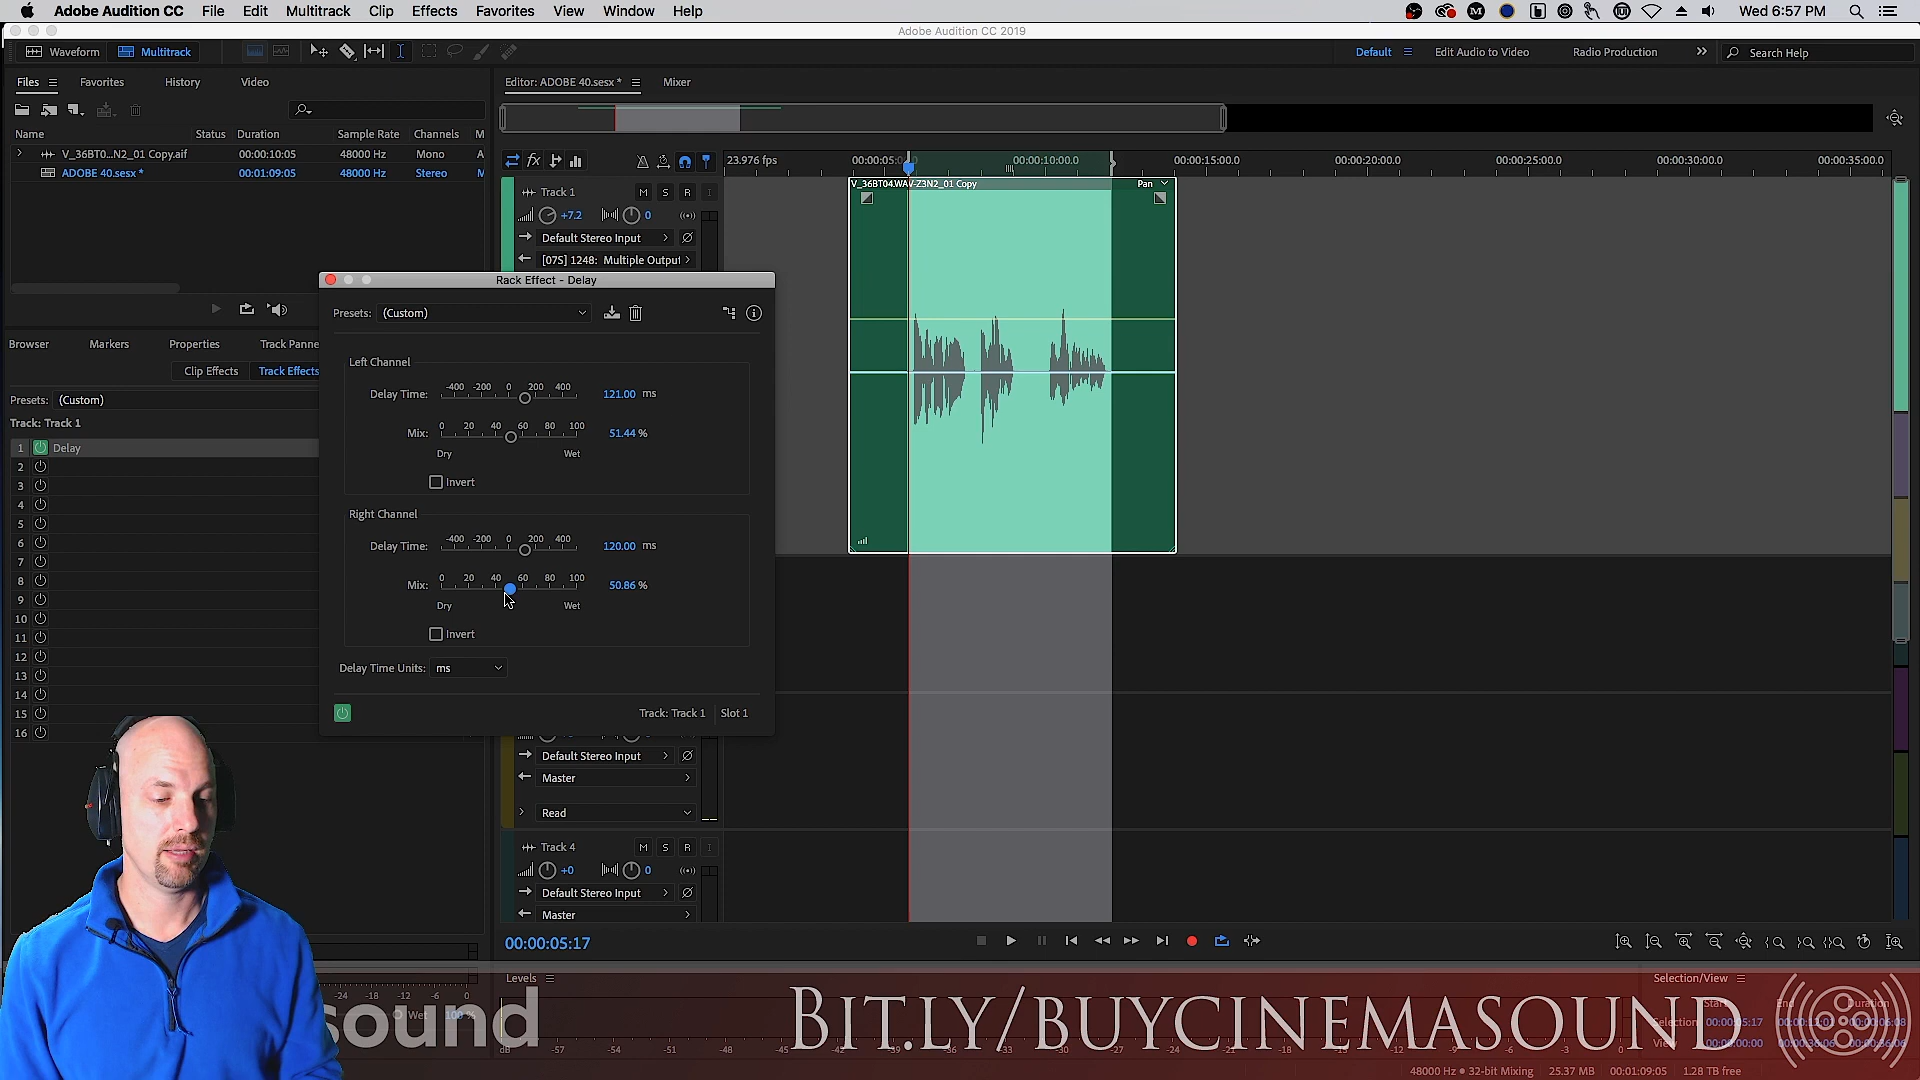 Adobe Audition CC File Edit Multitrack Clip Effects Favorites View Window Help
Wed 6:57 PM
Adobe Audition CC 2019
Waveform Multitrack
Default Edit Audio to Video Radio Production Search Help
Files Favorites History Video
Editor: ADOBE 40.sesx * Mixer
Name Status Duration Sample Rate Channels M
V_36BT0...N2_01 Copy.aif 00:00:10:05 48000 Hz Mono A
ADOBE 40.sesx * 00:01:09:05 48000 Hz Stereo M
fx
23.976 fps 00:00:10:00.0 00:00:15:00.0 00:00:20:00.0 00:00:25:00.0 00:00:30:00.0 00:00:35:00.0
Track 1 M S R I
+7.2 0
Default Stereo Input
[07S] 1248: Multiple Output
V_36BT04.WAV-Z3N2_01 Copy Pan
Rack Effect - Delay
Presets: (Custom)
Left Channel
-400 -200 0 200 400
Delay Time: 121.00 ms
0 20 40 60 80 100
Mix: 51.44 %
Dry Wet
Invert
Right Channel
-400 -200 0 200 400
Delay Time: 120.00 ms
0 20 40 60 80 100
Mix: 50.86 %
Dry Wet
Invert
Delay Time Units: ms
Track: Track 1 Slot 1
Browser Markers Properties Track Panne
Clip Effects Track Effects
Presets: (Custom)
Track: Track 1
1 Delay
2
3
4
5
6
7
8
9
10
11
12
13
14
15
16
Default Stereo Input
Master
Read
Track 4 M S R I
+0 0
Default Stereo Input
Master
00:00:05:17
Levels
Selection/View
-24 -18 -12 -6 0
Wet 100 %
sound
Bit.ly/buycinemasound
dB -57 -54 -51 -48
48000 Hz • 32-bit Mixing 25.37 MB 00:01:09:05 1.28 TB free